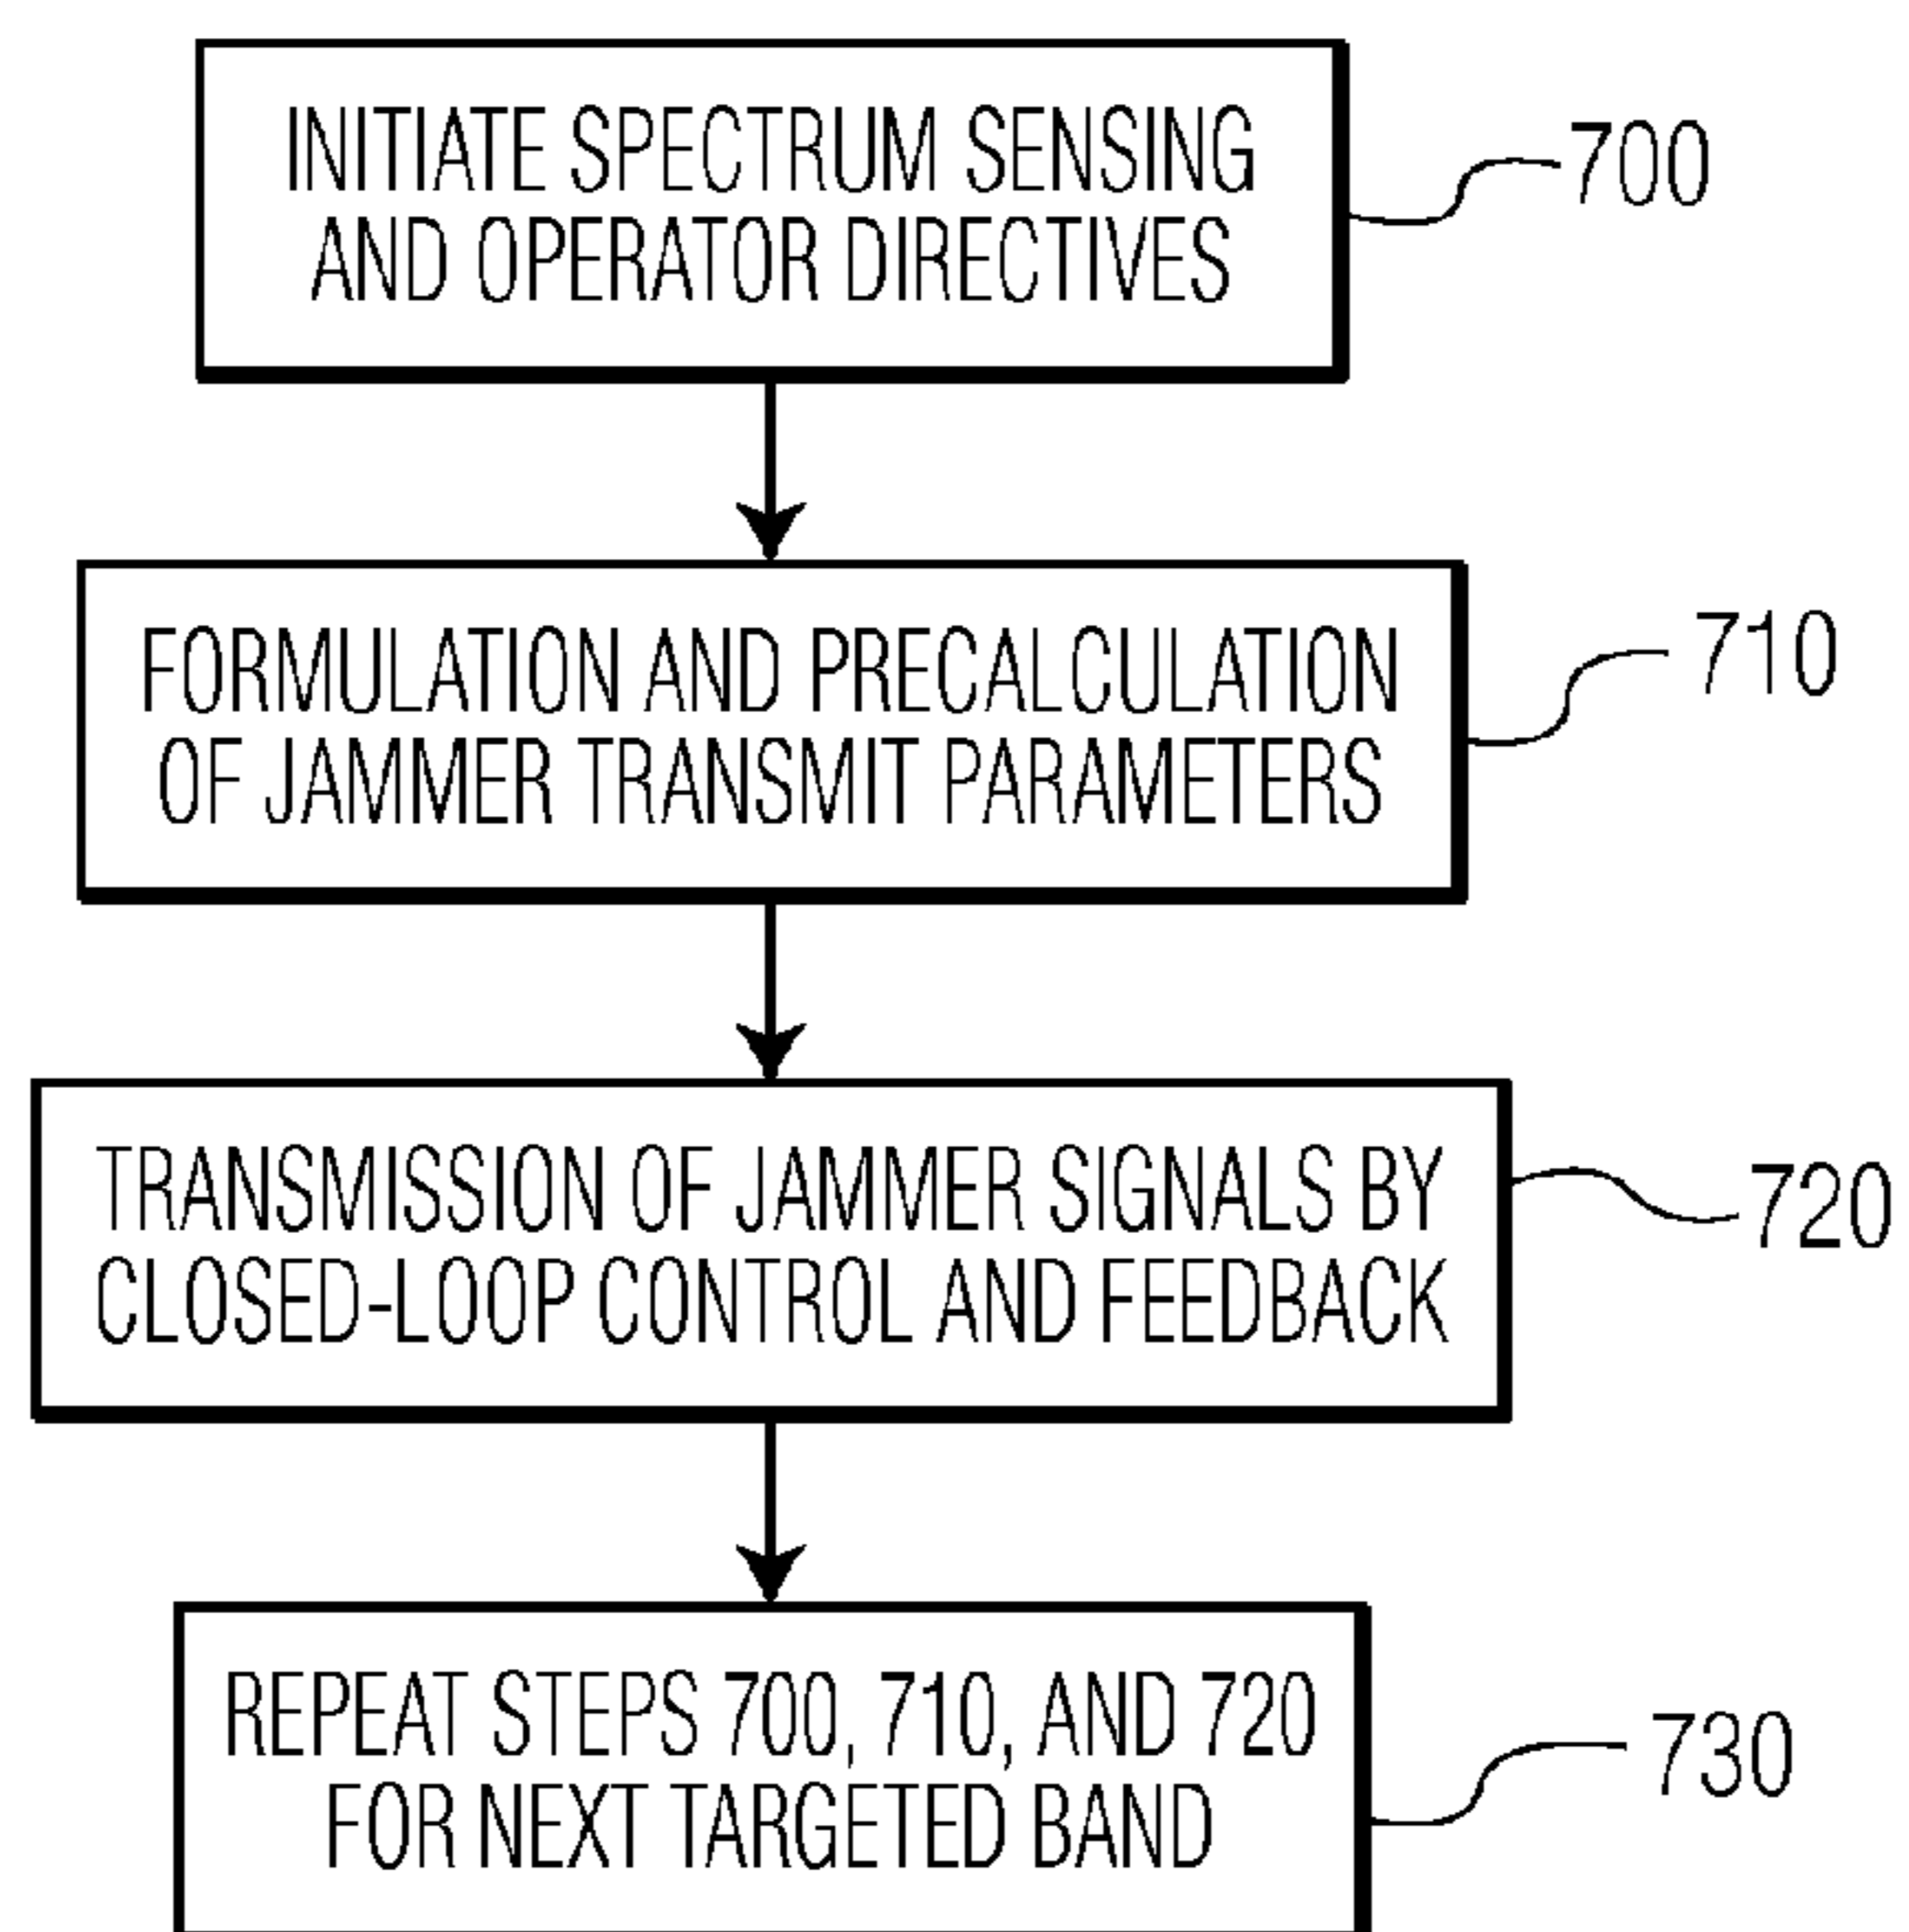 INITIATE SPECTRUM SENSING
AND OPERATOR DIRECTIVES
700
FORMULATION AND PRECALCULATION
OF JAMMER TRANSMIT PARAMETERS
710
TRANSMISSION OF JAMMER SIGNALS BY
CLOSED-LOOP CONTROL AND FEEDBACK
720
REPEAT STEPS 700, 710, AND 720
FOR NEXT TARGETED BAND
730